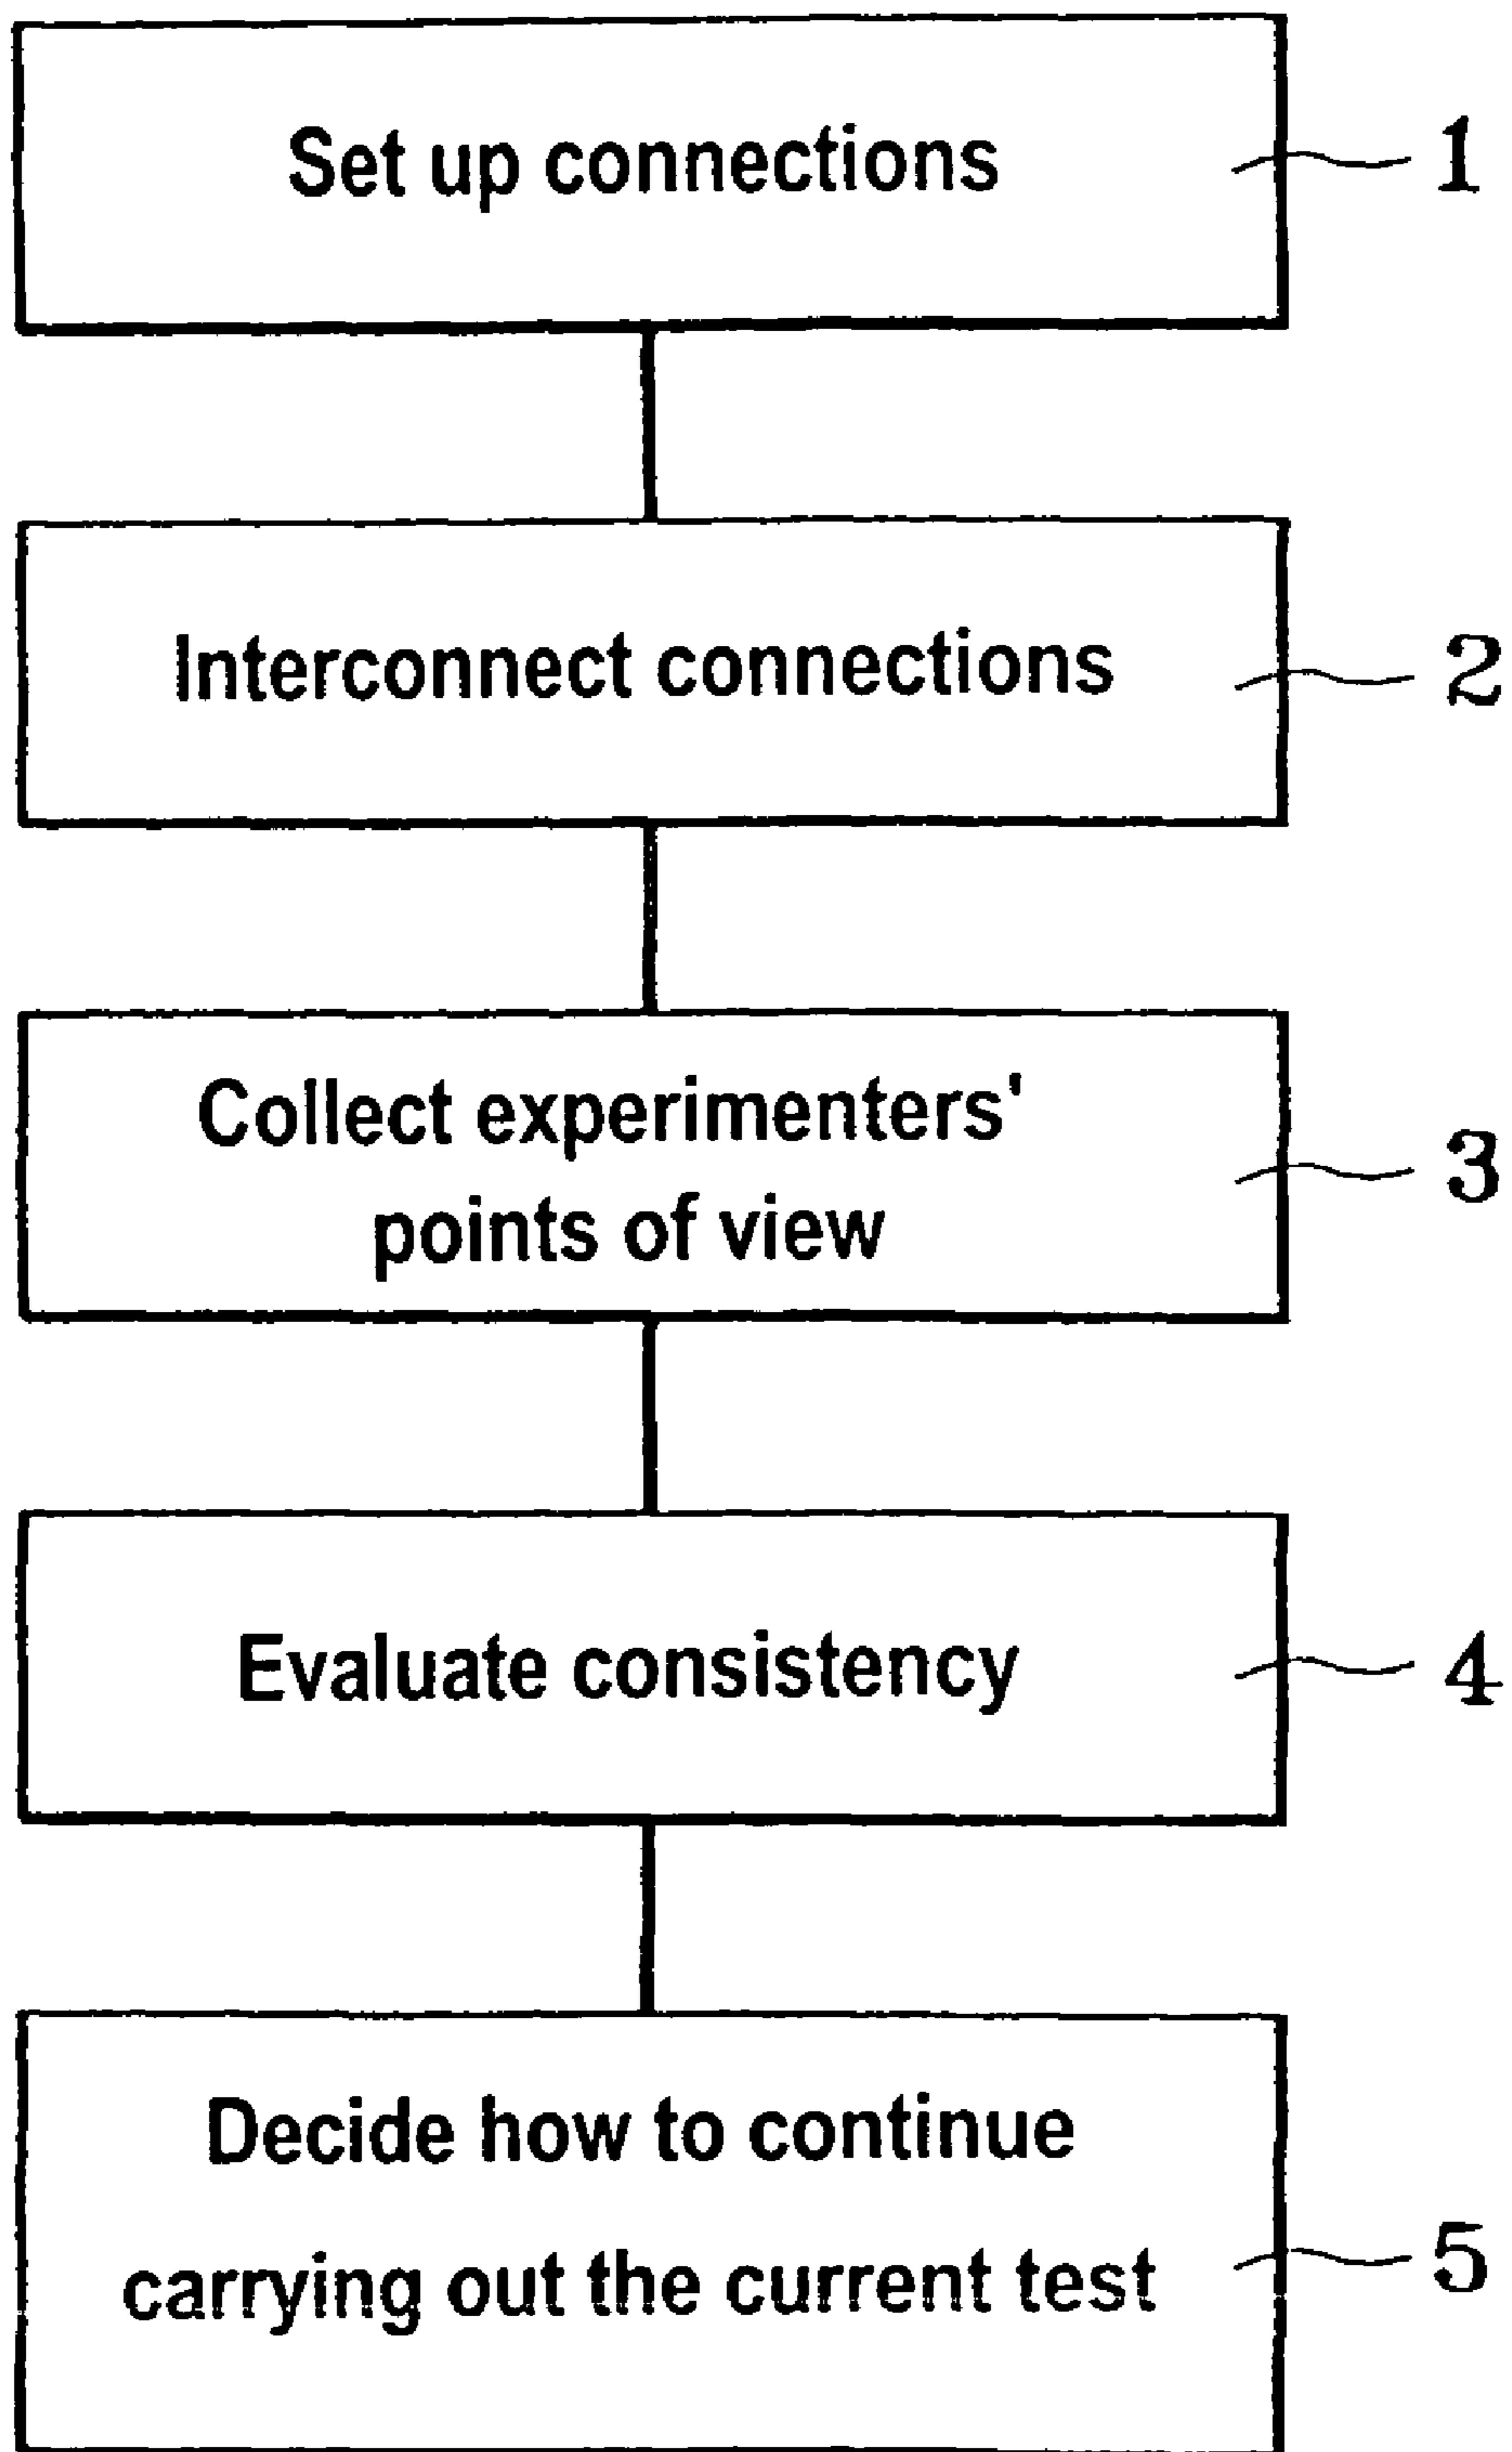 Set up connections
1
Interconnect connections
2
Collect experimenters'
points of view
3
Evaluate consistency
4
Decide how to continue
carrying out the current test
5